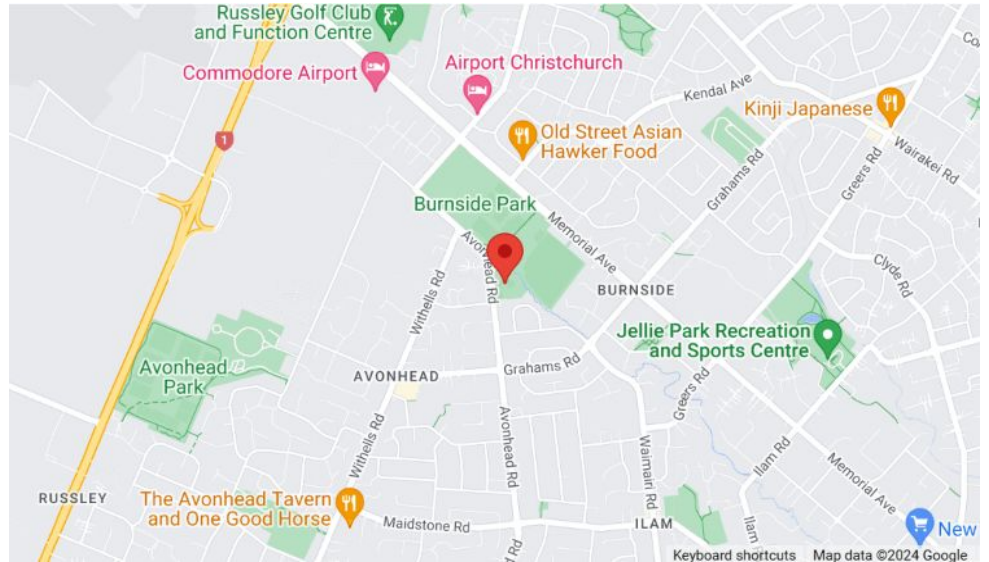 Russley Golf Club
and Function Centre
Commodore Airport
Airport Christchurch
Kendal Ave
Kinji Japanese
Old Street Asian
Hawker Food
1
Grahams Rd
Greers Rd
Wairakei Rd
Burnside Park
Memorial Ave
Avonhead Rd
Withells Rd
BURNSIDE
Clyde Rd
Jellie Park Recreation
and Sports Centre
Avonhead
Park
AVONHEAD
Grahams Rd
Greers Rd
Avonhead Rd
Waimairi Rd
Ilam Rd
Withells Rd
Memorial Ave
RUSSLEY
The Avonhead Tavern
and One Good Horse
Maidstone Rd
ILAM
Ilam
New
d Rd
Keyboard shortcuts
Map data ©2024 Google